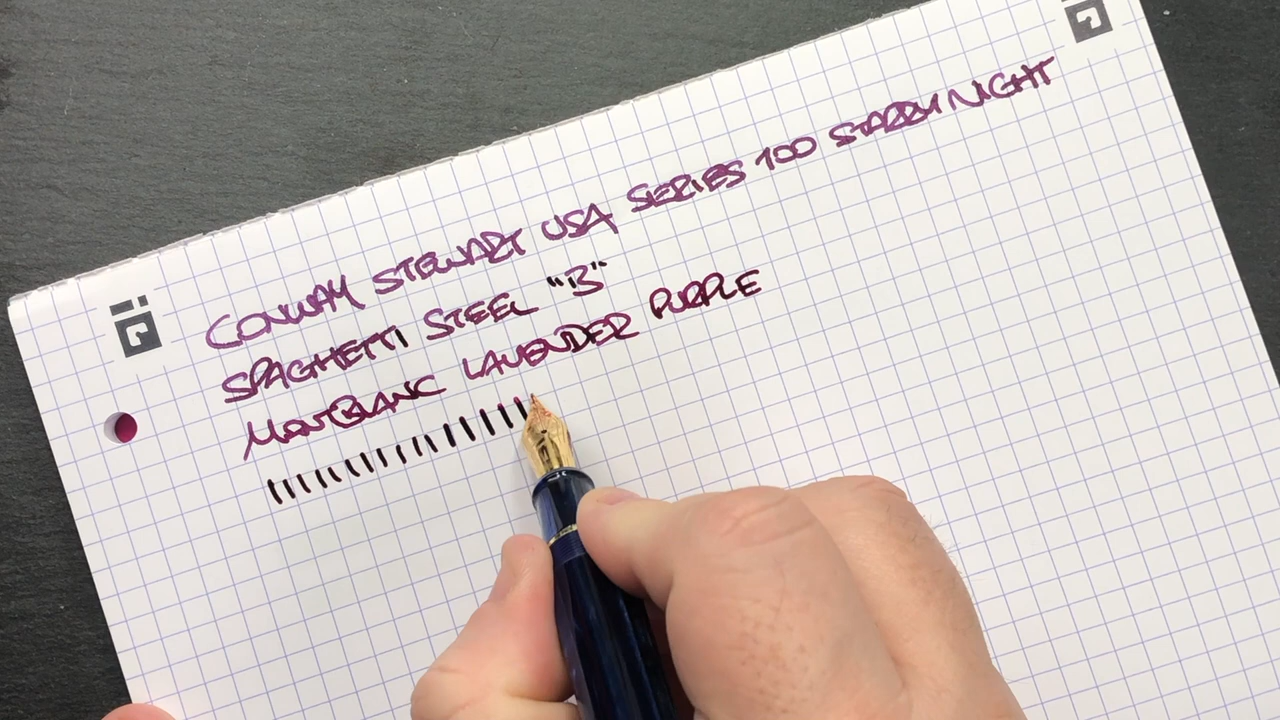 CONWAY STEWART USA SERIES 100 STARRY NIGHT
SPAGHETTI STEEL "B"
MONTBLANC LAVENDER PURPLE